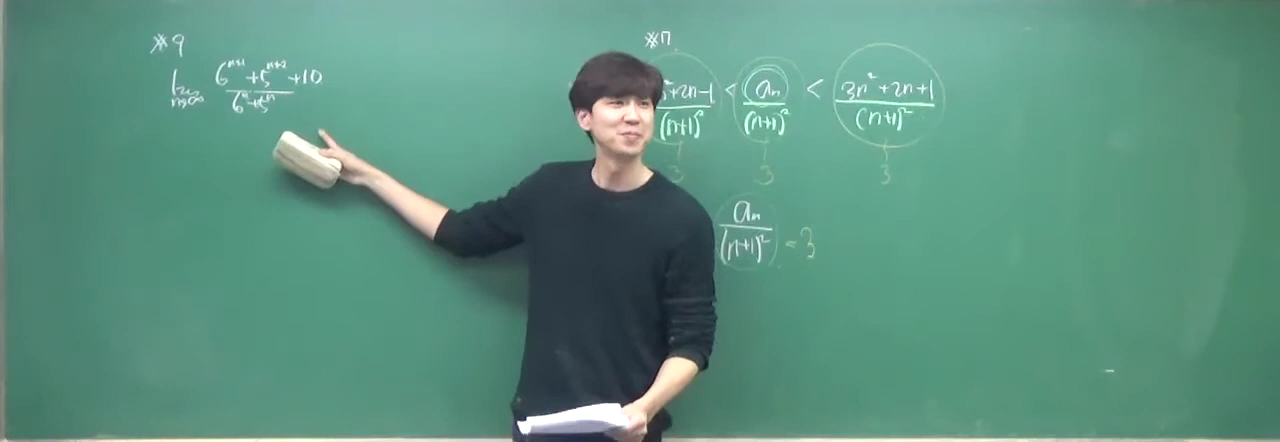 ※9
lim n→∞ (6^(n+1) + 5^(n+2) + 10) / (6^n + 5^n)
※17.
² + 2n - 1 / (n+1)² < a_n / (n+1)² < 3n² + 2n + 1 / (n+1)²
3 3 3
a_n / (n+1)² = 3